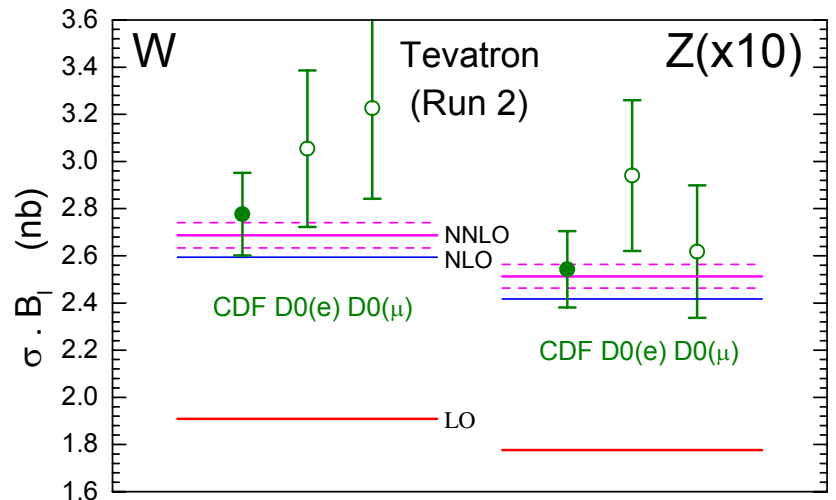 W
Tevatron
(Run 2)
Z(x10)
σ . B_l (nb)
3.6
3.4
3.2
3.0
2.8
2.6
2.4
2.2
2.0
1.8
1.6
NNLO
NLO
CDF D0(e) D0(μ)
CDF D0(e) D0(μ)
LO